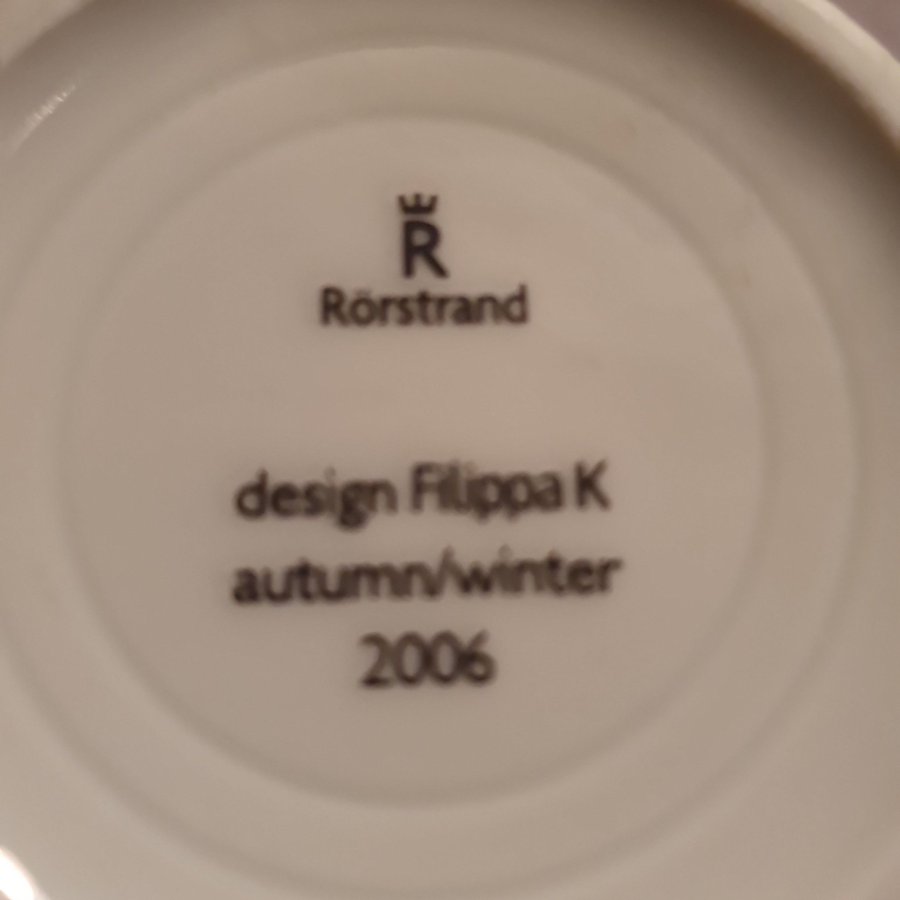 R
Rörstrand
design Filippa K
autumn/winter
2006